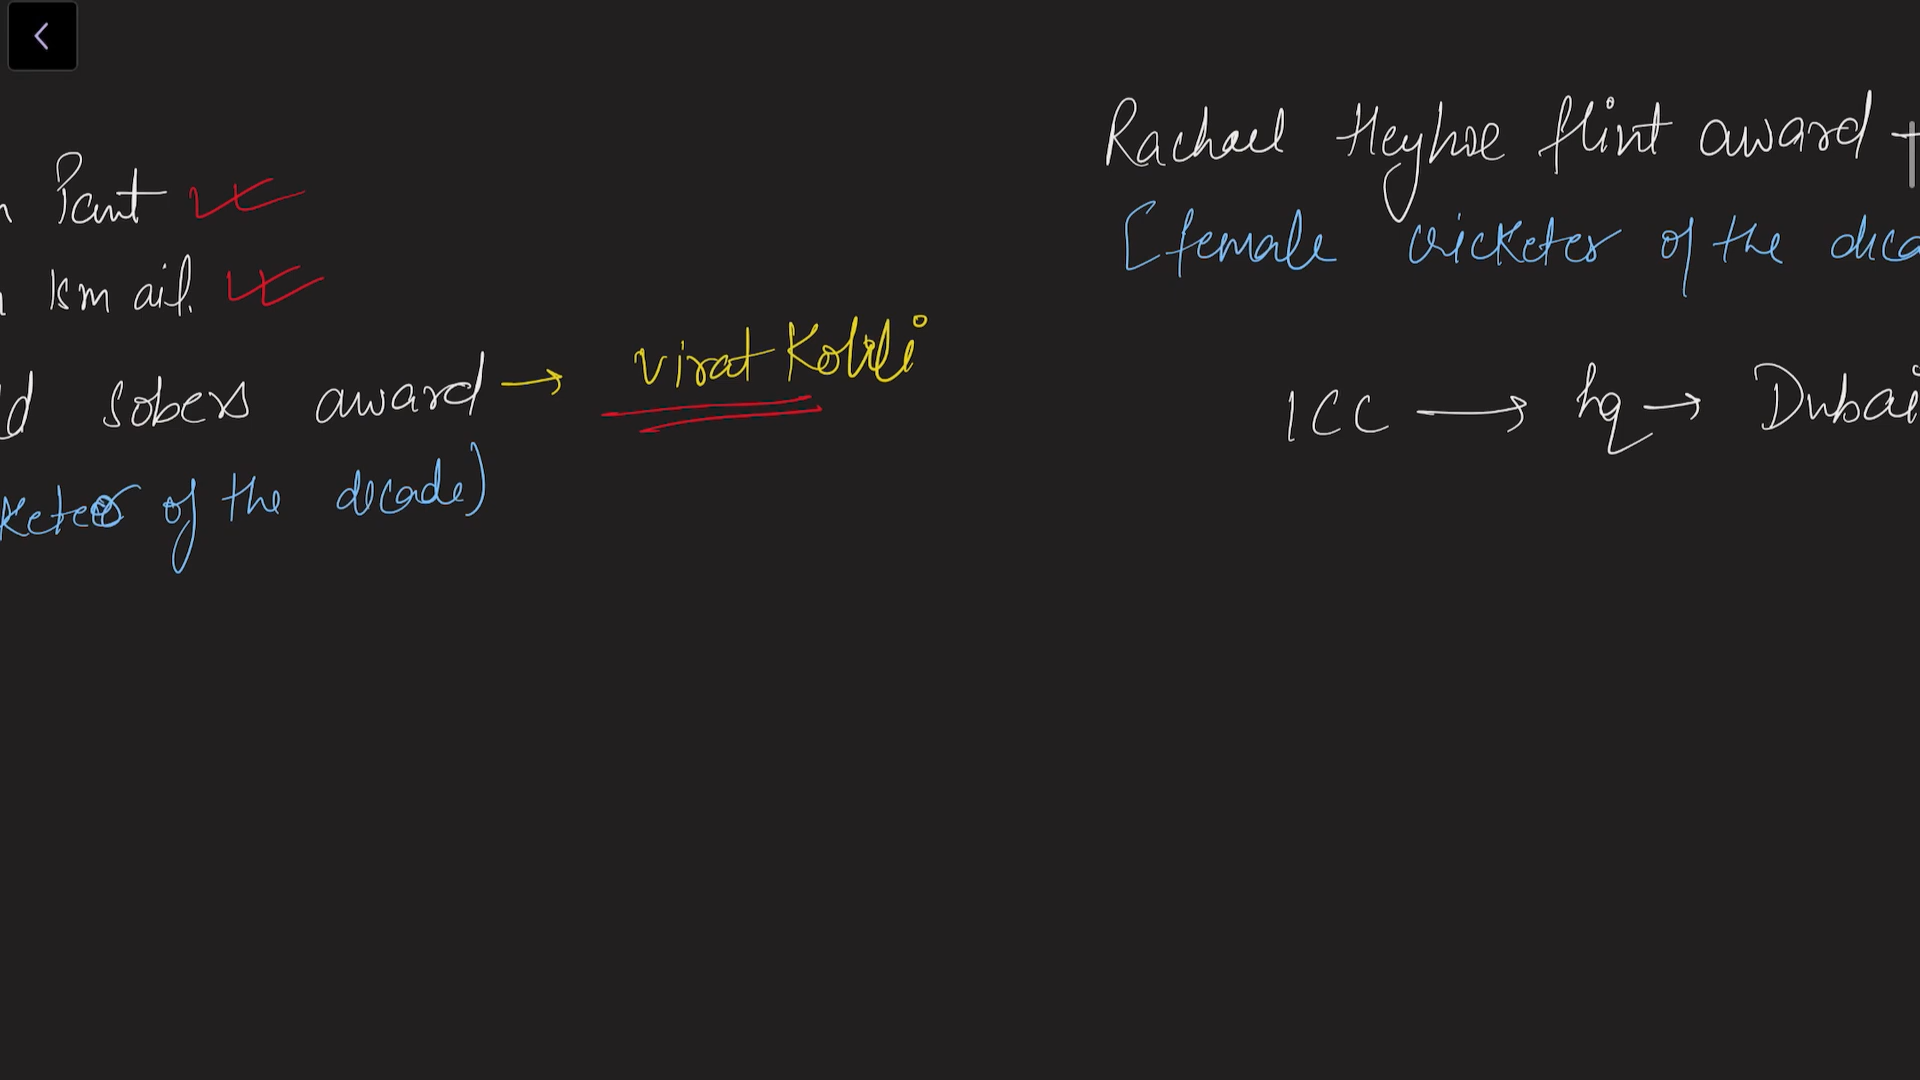 Pant
Ismail.
sobers award → Virat Kohli
of the decade)
Rachael Heyhoe flint award
[female cricketer of the deca
ICC → hq → Dubai